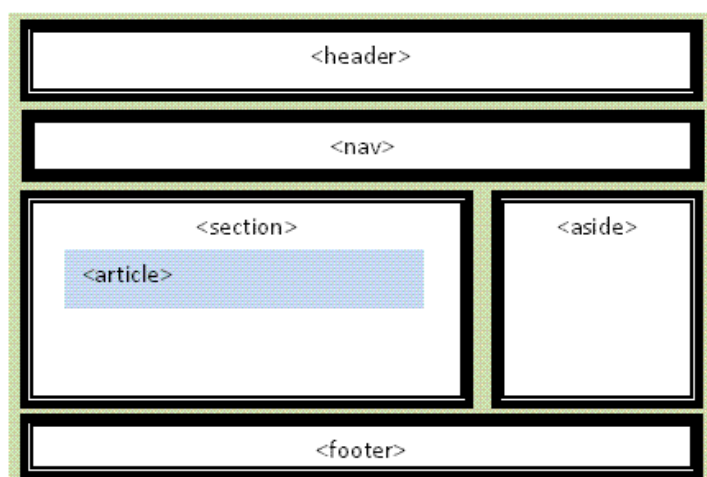 <header>
<nav>
<section>
<aside>
<article>
<footer>